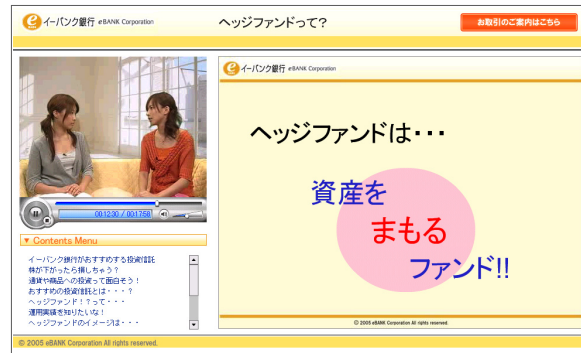 イーバンク銀行 eBANK Corporation
ヘッジファンドって?
お取引のご案内はこちら
イーバンク銀行 eBANK Corporation
ヘッジファンドは・・・
資産を
まもる
ファンド!!
00:12:30 / 00:17:58
▼ Contents Menu
イーバンク銀行がおすすめする投資信託
株が下がったら損しちゃう?
通貨や商品への投資って面白そう!
おすすめの投資信託とは・・・?
ヘッジファンド!?って・・・
運用実績を知りたいな!
ヘッジファンドのイメージは・・・
© 2005 eBANK Corporation All rights reserved.
© 2005 eBANK Corporation All rights reserved.